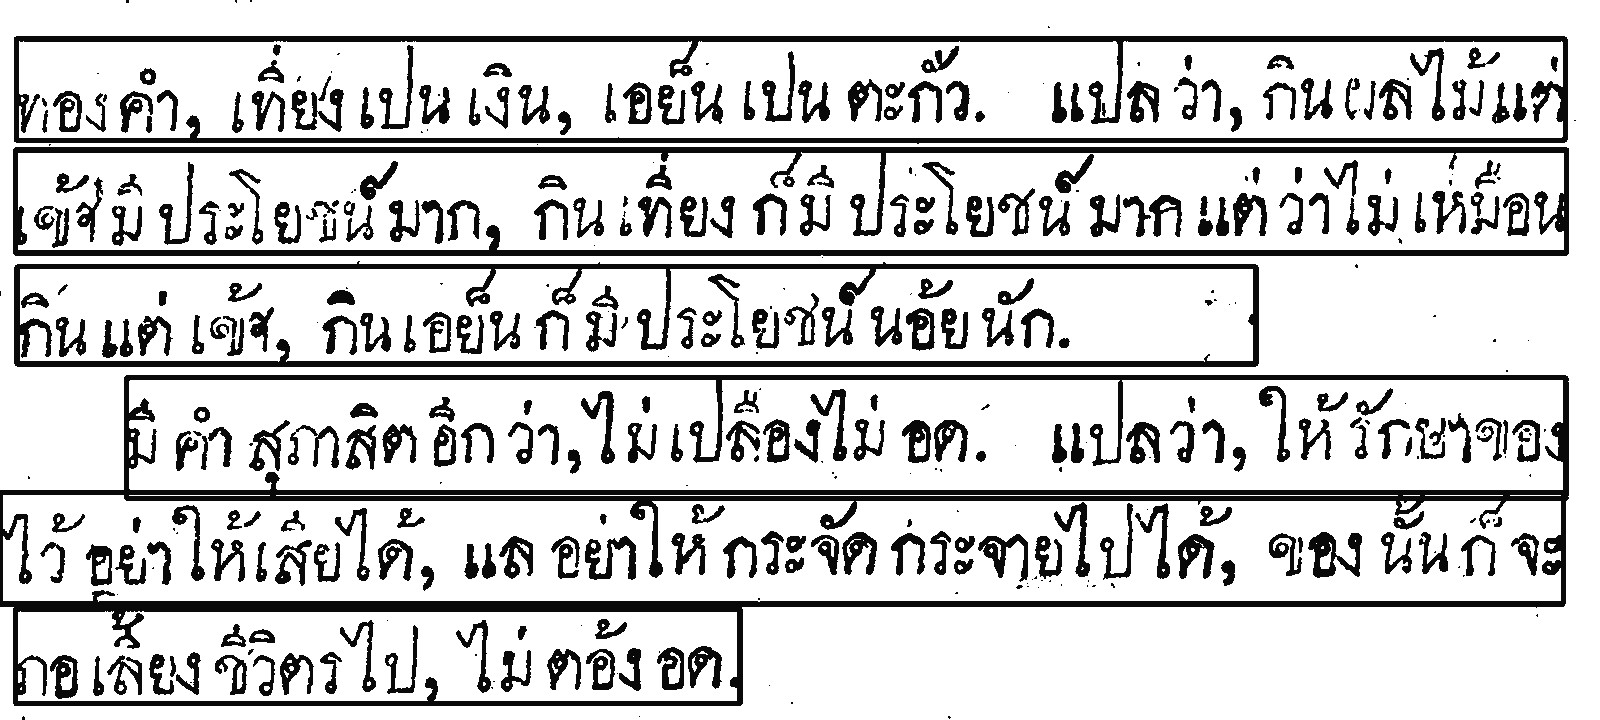 ทองคำ, เที่ยงเปนเงิน, เอย็นเปนตะกั่ว. แปลว่า, กินผลไม้แต่
เช้ามีประโยชน์มาก, กินเที่ยงก็มีประโยชน์มาคแต่ว่าไม่เหมือน
กินแต่เช้า, กินเอย็นก็มีประโยชน์นอ้ยนัก.
มีคำสุภาสิตอีกว่า, ไม่เปลืองไม่อด. แปลว่า, ให้รักษาของ
ไว้อย่าให้เสียได้, แลอย่าให้กระจัดกระจายไปได้, ของนั้นก็จะ
ภอเลี้ยงชีวิตรไป, ไม่ตอ้งอด.